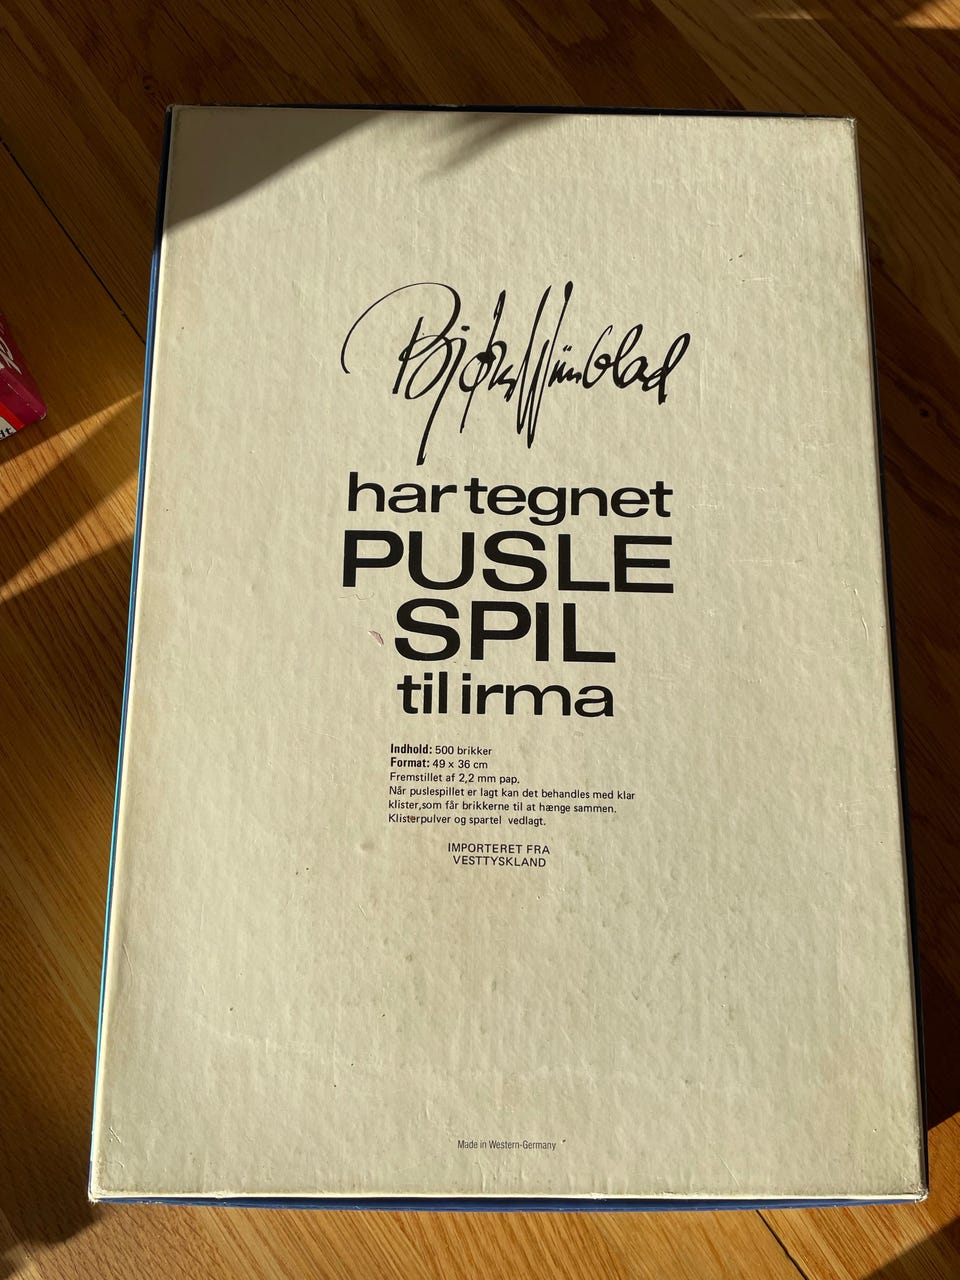 Bjørn Wiinblad
har tegnet
PUSLE
SPIL
til irma
Indhold: 500 brikker
Format: 49 x 36 cm
Fremstillet af 2,2 mm pap.
Når puslespillet er lagt kan det behandles med klar
klister,som får brikkerne til at hænge sammen.
Klisterpulver og spartel vedlagt.
IMPORTERET FRA
VESTTYSKLAND
Made in Western-Germany